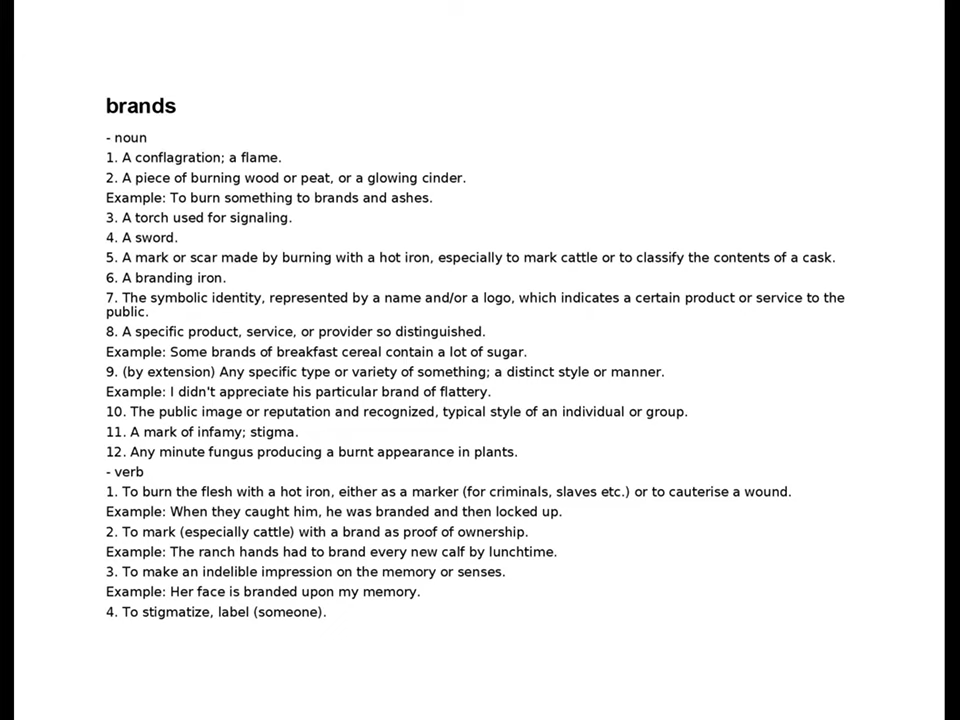 brands
- noun
1. A conflagration; a flame.
2. A piece of burning wood or peat, or a glowing cinder.
Example: To burn something to brands and ashes.
3. A torch used for signaling.
4. A sword.
5. A mark or scar made by burning with a hot iron, especially to mark cattle or to classify the contents of a cask.
6. A branding iron.
7. The symbolic identity, represented by a name and/or a logo, which indicates a certain product or service to the
public.
8. A specific product, service, or provider so distinguished.
Example: Some brands of breakfast cereal contain a lot of sugar.
9. (by extension) Any specific type or variety of something; a distinct style or manner.
Example: I didn't appreciate his particular brand of flattery.
10. The public image or reputation and recognized, typical style of an individual or group.
11. A mark of infamy; stigma.
12. Any minute fungus producing a burnt appearance in plants.
- verb
1. To burn the flesh with a hot iron, either as a marker (for criminals, slaves etc.) or to cauterise a wound.
Example: When they caught him, he was branded and then locked up.
2. To mark (especially cattle) with a brand as proof of ownership.
Example: The ranch hands had to brand every new calf by lunchtime.
3. To make an indelible impression on the memory or senses.
Example: Her face is branded upon my memory.
4. To stigmatize, label (someone).